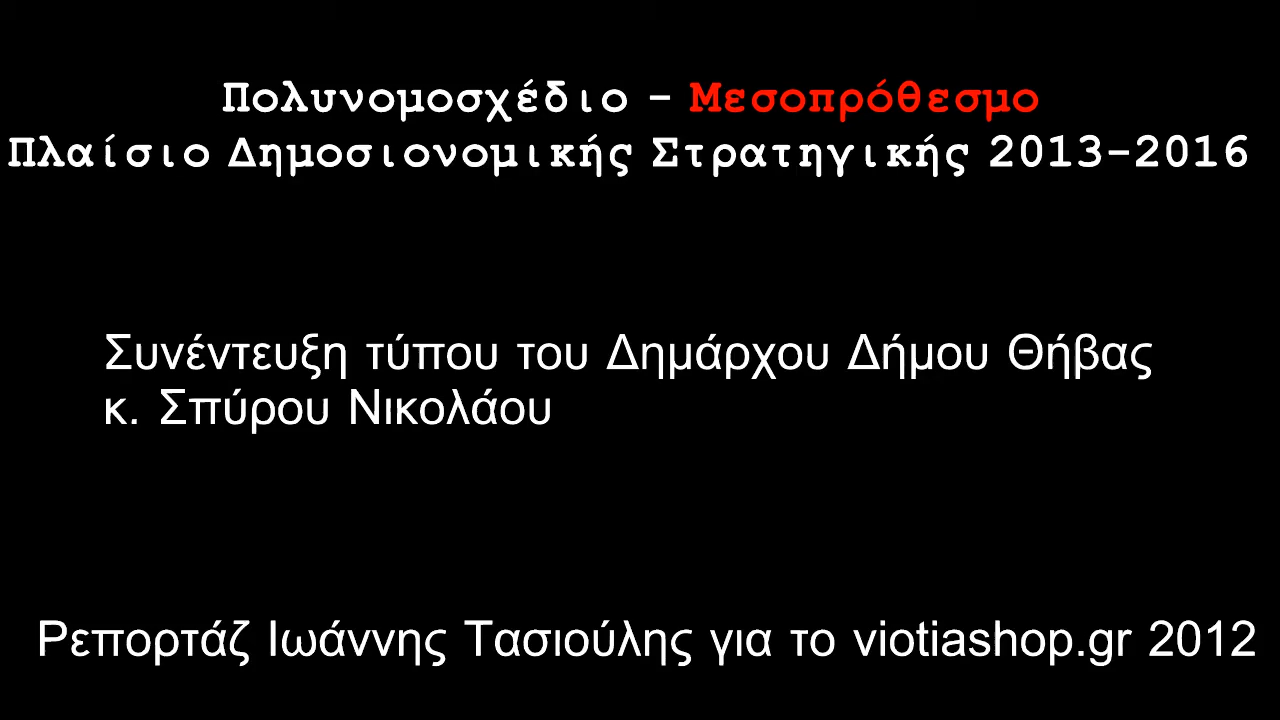 Πολυνομοσχέδιο - Μεσοπρόθεσμο
Πλαίσιο Δημοσιονομικής Στρατηγικής 2013-2016
Συνέντευξη τύπου του Δημάρχου Δήμου Θήβας
κ. Σπύρου Νικολάου
Ρεπορτάζ Ιωάννης Τασιούλης για το viotiashop.gr 2012